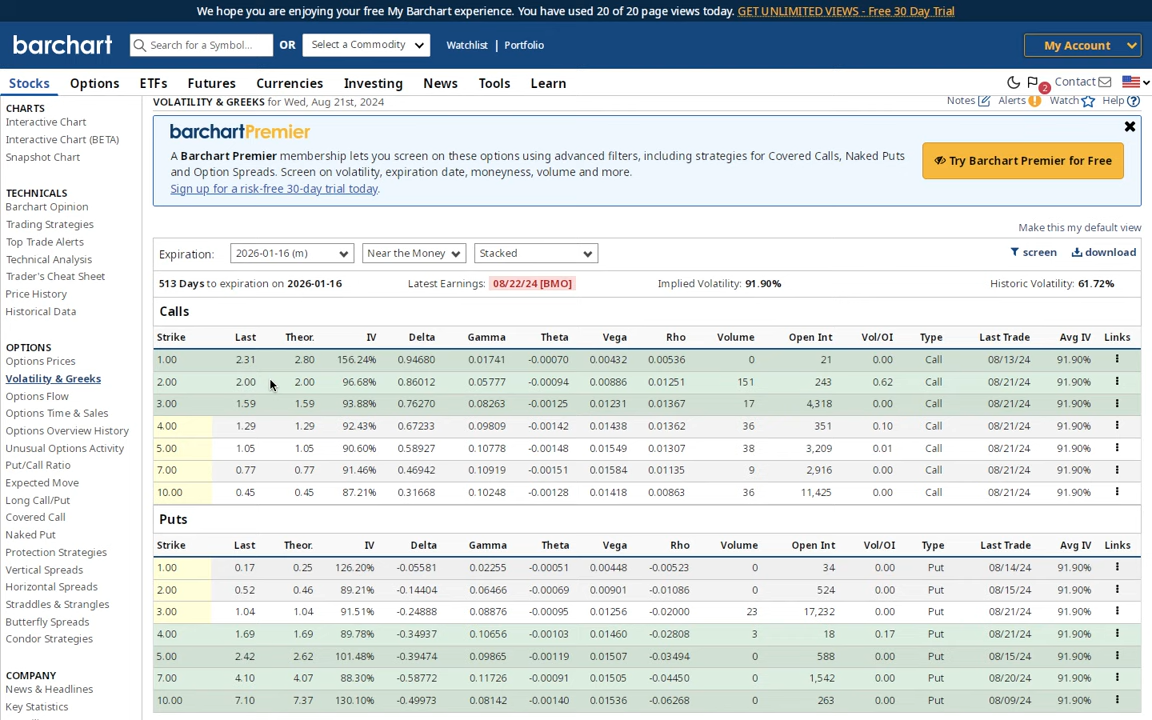 We hope you are enjoying your free My Barchart experience. You have used 20 of 20 page views today. GET UNLIMITED VIEWS - Free 30 Day Trial
barchart Search for a Symbol... OR Select a Commodity Watchlist | Portfolio My Account
Stocks Options ETFs Futures Currencies Investing News Tools Learn 2 Contact
VOLATILITY & GREEKS for Wed, Aug 21st, 2024 Notes Alerts Watch Help
CHARTS
Interactive Chart
Interactive Chart (BETA)
Snapshot Chart
TECHNICALS
Barchart Opinion
Trading Strategies
Top Trade Alerts
Technical Analysis
Trader's Cheat Sheet
Price History
Historical Data
OPTIONS
Options Prices
Volatility & Greeks
Options Flow
Options Time & Sales
Options Overview History
Unusual Options Activity
Put/Call Ratio
Expected Move
Long Call/Put
Covered Call
Naked Put
Protection Strategies
Vertical Spreads
Horizontal Spreads
Straddles & Strangles
Butterfly Spreads
Condor Strategies
COMPANY
News & Headlines
Key Statistics
barchartPremier
A Barchart Premier membership lets you screen on these options using advanced filters, including strategies for Covered Calls, Naked Puts
and Option Spreads. Screen on volatility, expiration date, moneyness, volume and more.
Sign up for a risk-free 30-day trial today.
Try Barchart Premier for Free
Make this my default view
Expiration: 2026-01-16 (m) Near the Money Stacked screen download
513 Days to expiration on 2026-01-16 Latest Earnings: 08/22/24 [BMO] Implied Volatility: 91.90% Historic Volatility: 61.72%
Calls
Strike Last Theor. IV Delta Gamma Theta Vega Rho Volume Open Int Vol/OI Type Last Trade Avg IV Links
1.00 2.31 2.80 156.24% 0.94680 0.01741 -0.00070 0.00432 0.00536 0 21 0.00 Call 08/13/24 91.90%
2.00 2.00 2.00 96.68% 0.86012 0.05777 -0.00094 0.00886 0.01251 151 243 0.62 Call 08/21/24 91.90%
3.00 1.59 1.59 93.88% 0.76270 0.08263 -0.00125 0.01231 0.01367 17 4,318 0.00 Call 08/21/24 91.90%
4.00 1.29 1.29 92.43% 0.67233 0.09809 -0.00142 0.01438 0.01362 36 351 0.10 Call 08/21/24 91.90%
5.00 1.05 1.05 90.60% 0.58927 0.10778 -0.00148 0.01549 0.01307 38 3,209 0.01 Call 08/21/24 91.90%
7.00 0.77 0.77 91.46% 0.46942 0.10919 -0.00151 0.01584 0.01135 9 2,916 0.00 Call 08/21/24 91.90%
10.00 0.45 0.45 87.21% 0.31668 0.10248 -0.00128 0.01418 0.00863 36 11,425 0.00 Call 08/21/24 91.90%
Puts
Strike Last Theor. IV Delta Gamma Theta Vega Rho Volume Open Int Vol/OI Type Last Trade Avg IV Links
1.00 0.17 0.25 126.20% -0.05581 0.02255 -0.00051 0.00448 -0.00523 0 34 0.00 Put 08/14/24 91.90%
2.00 0.52 0.46 89.21% -0.14404 0.06466 -0.00069 0.00901 -0.01086 0 524 0.00 Put 08/15/24 91.90%
3.00 1.04 1.04 91.51% -0.24888 0.08876 -0.00095 0.01256 -0.02000 23 17,232 0.00 Put 08/21/24 91.90%
4.00 1.69 1.69 89.78% -0.34937 0.10656 -0.00103 0.01460 -0.02808 3 18 0.17 Put 08/21/24 91.90%
5.00 2.42 2.62 101.48% -0.39474 0.09865 -0.00119 0.01507 -0.03494 0 588 0.00 Put 08/15/24 91.90%
7.00 4.10 4.07 88.30% -0.58772 0.11726 -0.00091 0.01505 -0.04450 0 1,542 0.00 Put 08/20/24 91.90%
10.00 7.10 7.37 130.10% -0.49973 0.08142 -0.00140 0.01536 -0.06268 0 263 0.00 Put 08/09/24 91.90%